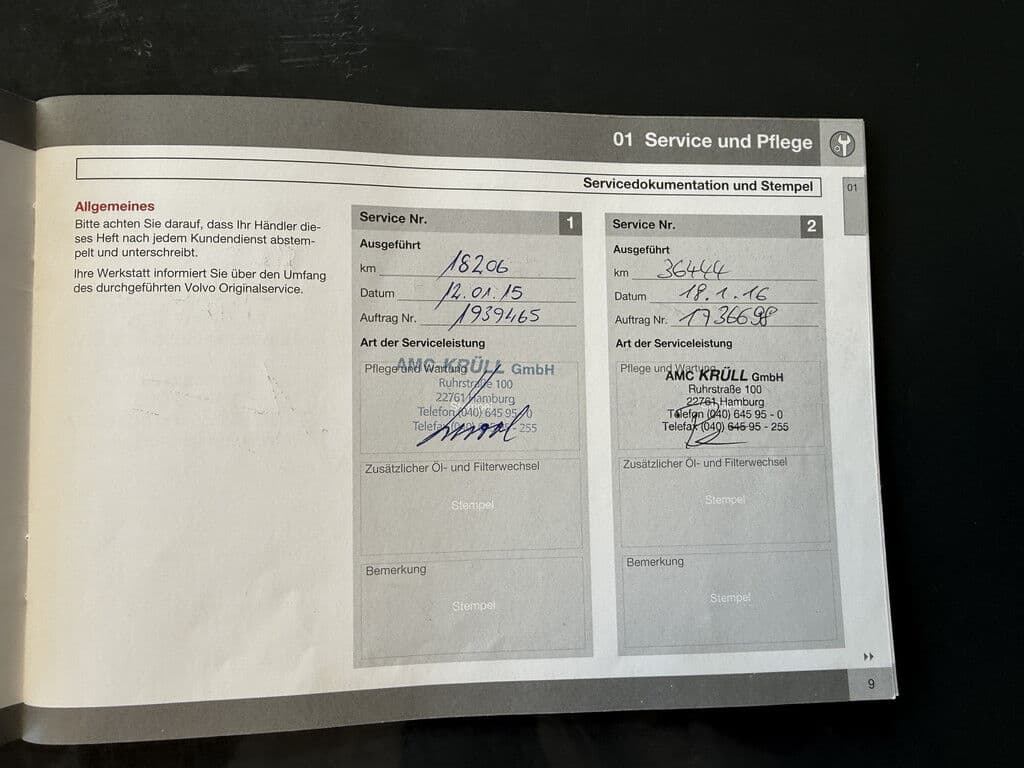 01 Service und Pflege
Servicedokumentation und Stempel
01
Allgemeines
Bitte achten Sie darauf, dass Ihr Händler die-
ses Heft nach jedem Kundendienst abstem-
pelt und unterschreibt.
Ihre Werkstatt informiert Sie über den Umfang
des durchgeführten Volvo Originalservice.
Service Nr. 1
Ausgeführt
km 18206
Datum 12.01.15
Auftrag Nr. 1939465
Art der Serviceleistung
Pflege und Wartung
AMC KRÜLL GmbH
Ruhrstraße 100
22761 Hamburg
Telefon (040) 645 95 - 0
Telefax (040) 645 95 - 255
Zusätzlicher Öl- und Filterwechsel
Stempel
Bemerkung
Stempel
Service Nr. 2
Ausgeführt
km 36444
Datum 18.1.16
Auftrag Nr. 1736698
Art der Serviceleistung
Pflege und Wartung
AMC KRÜLL GmbH
Ruhrstraße 100
22761 Hamburg
Telefon (040) 645 95 - 0
Telefax (040) 645 95 - 255
Zusätzlicher Öl- und Filterwechsel
Stempel
Bemerkung
Stempel
9